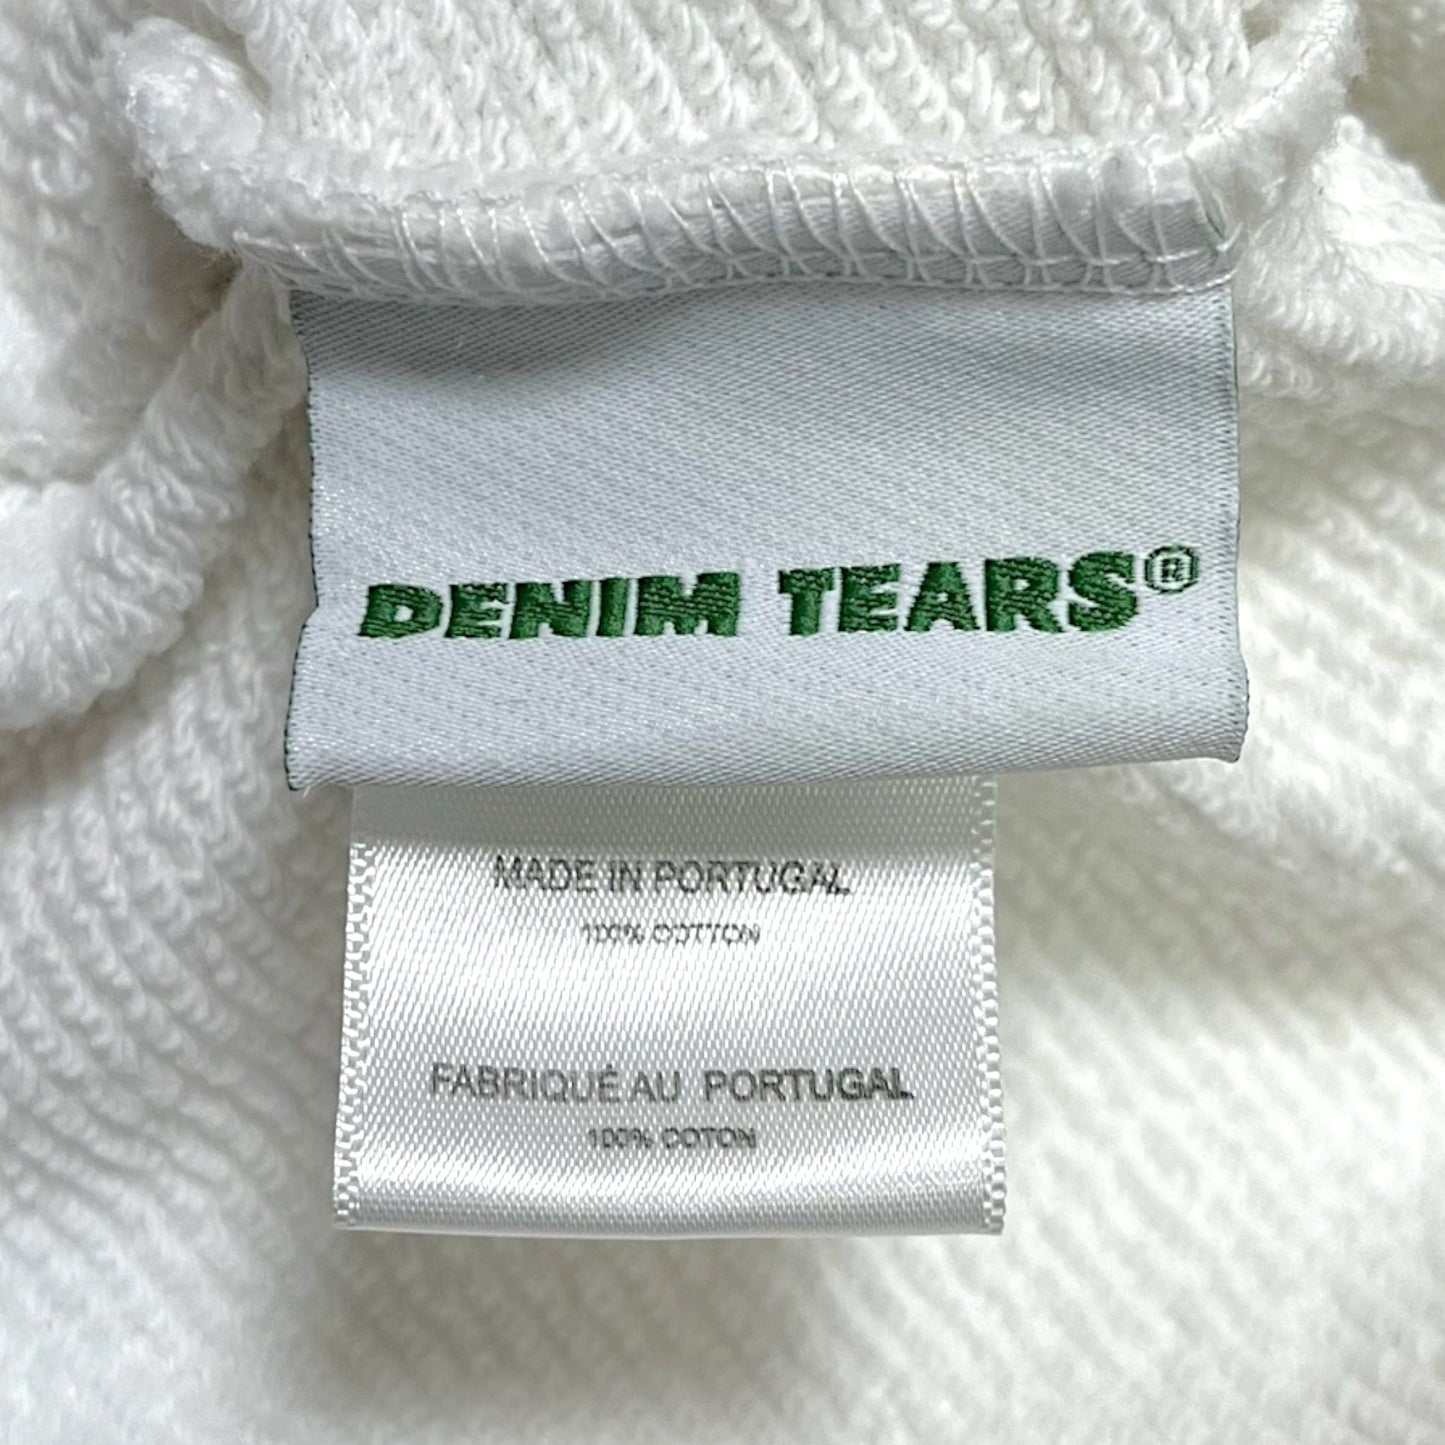 DENIM TEARS®
MADE IN PORTUGAL
100% COTTON
FABRIQUÉ AU PORTUGAL
100% COTON